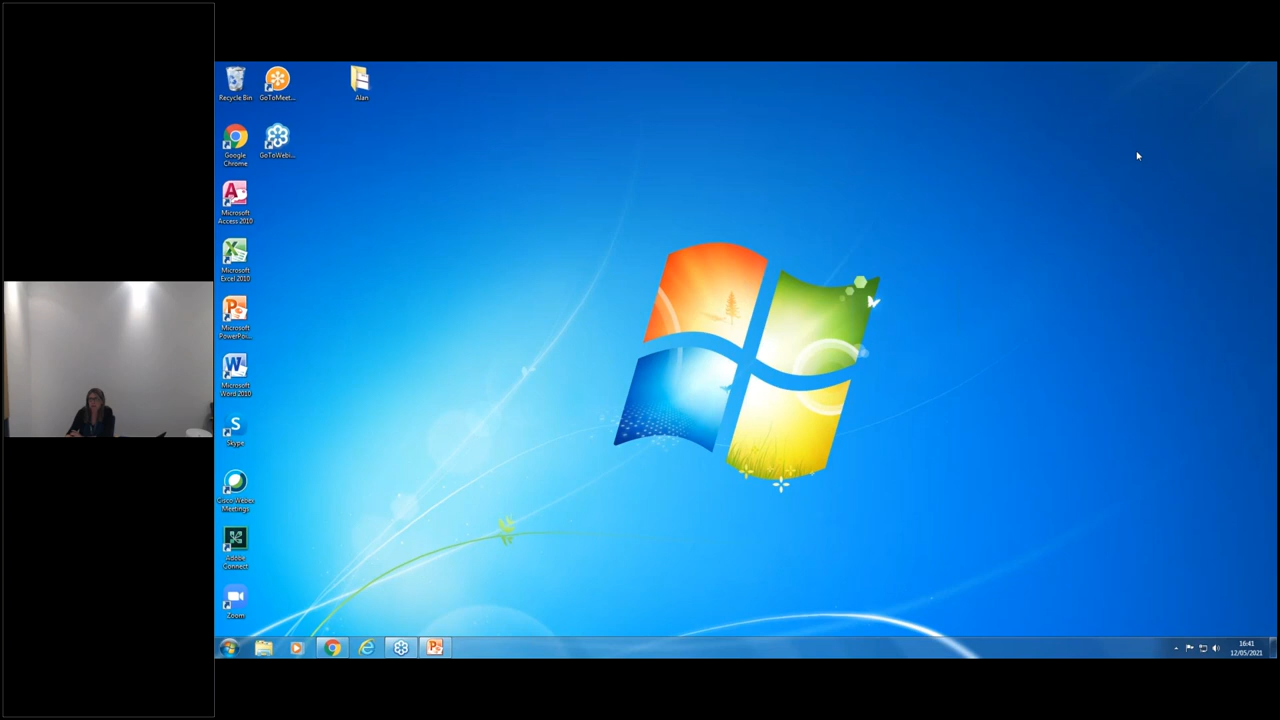 Recycle Bin
GoToMeet...
Alan
Google
Chrome
GoToWebi...
Microsoft
Access 2010
Microsoft
Excel 2010
Microsoft
PowerPoi...
Microsoft
Word 2010
Skype
Cisco Webex
Meetings
Adobe
Connect
Zoom
16:41
12/05/2021